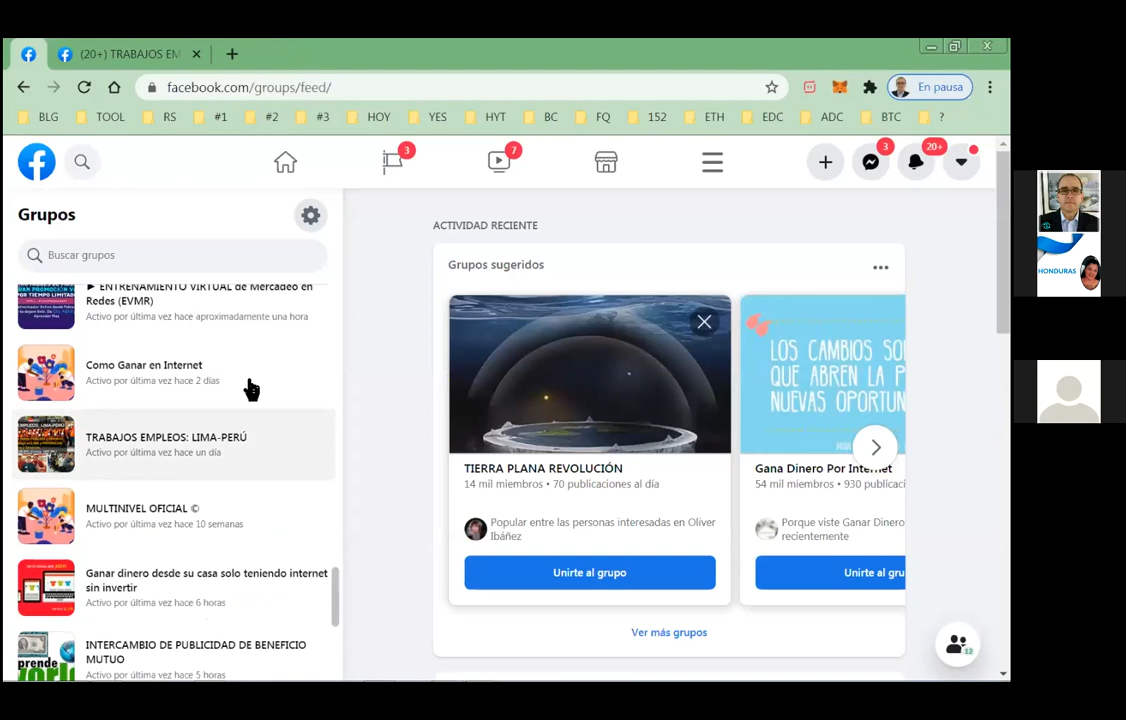 (20+) TRABAJOS EM
facebook.com/groups/feed/
En pausa
BLG TOOL RS #1 #2 #3 HOY YES HYT BC FQ 152 ETH EDC ADC BTC ?
3
7
3
20+
Grupos
Buscar grupos
RAR PROMOCIÓN Y
POR TIEMPO LIMITAD
► ENTRENAMIENTO VIRTUAL de Mercadeo en
Redes (EVMR)
Activo por última vez hace aproximadamente una hora
Como Ganar en Internet
Activo por última vez hace 2 días
TRABAJOS EMPLEOS: LIMA-PERÚ
Activo por última vez hace un día
MULTINIVEL OFICIAL ©
Activo por última vez hace 10 semanas
Ganar dinero desde su casa solo teniendo internet
sin invertir
Activo por última vez hace 6 horas
prende
INTERCAMBIO DE PUBLICIDAD DE BENEFICIO
MUTUO
Activo por última vez hace 5 horas
ACTIVIDAD RECIENTE
Grupos sugeridos
TIERRA PLANA REVOLUCIÓN
14 mil miembros • 70 publicaciones al día
Popular entre las personas interesadas en Oliver
Ibáñez
Unirte al grupo
LOS CAMBIOS SO
QUE ABREN LA P
NUEVAS OPORTUN
Gana Dinero Por Internet
54 mil miembros • 930 publicaci
Porque viste Ganar Dinero
recientemente
Unirte al gru
Ver más grupos
12
HONDURAS